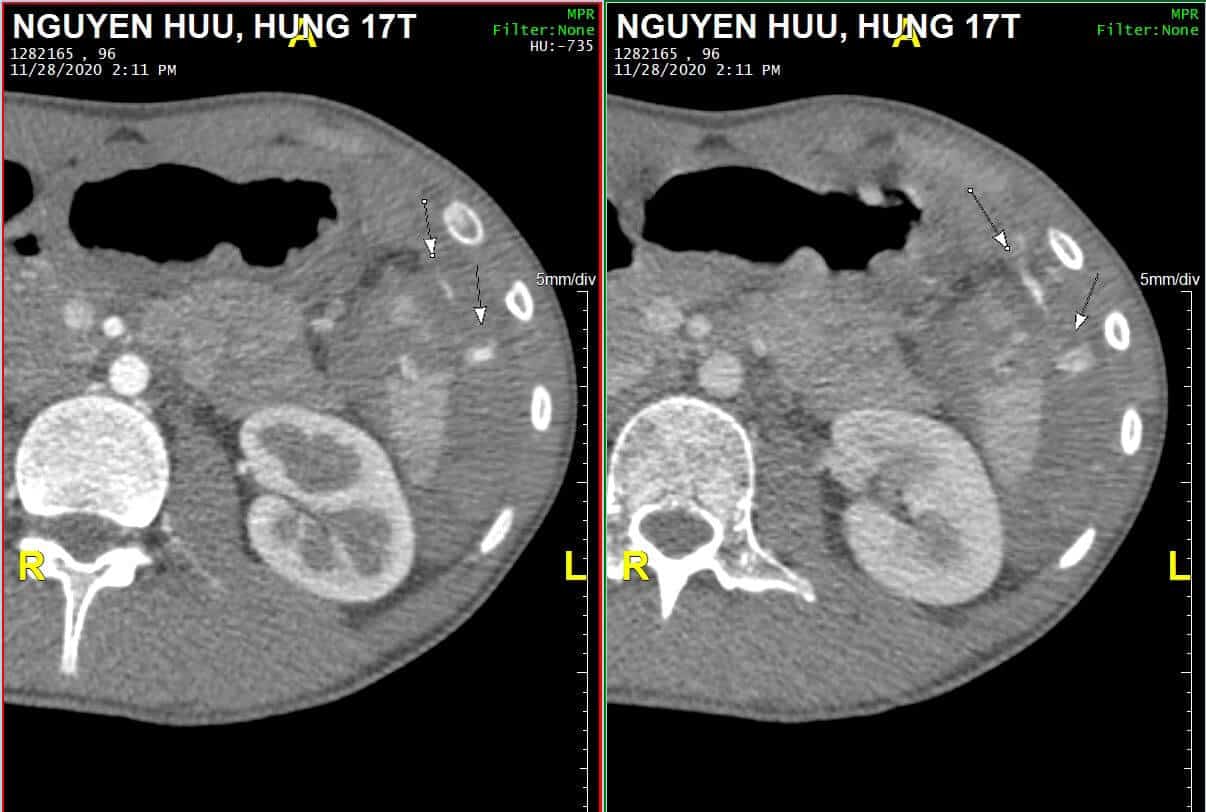 NGUYEN HUU, HUNG 17T
A
MPR
Filter:None
HU:-735
1282165 , 96
11/28/2020 2:11 PM
5mm/div
R
L
NGUYEN HUU, HUNG 17T
A
MPR
Filter:None
1282165 , 96
11/28/2020 2:11 PM
5mm/div
R
L